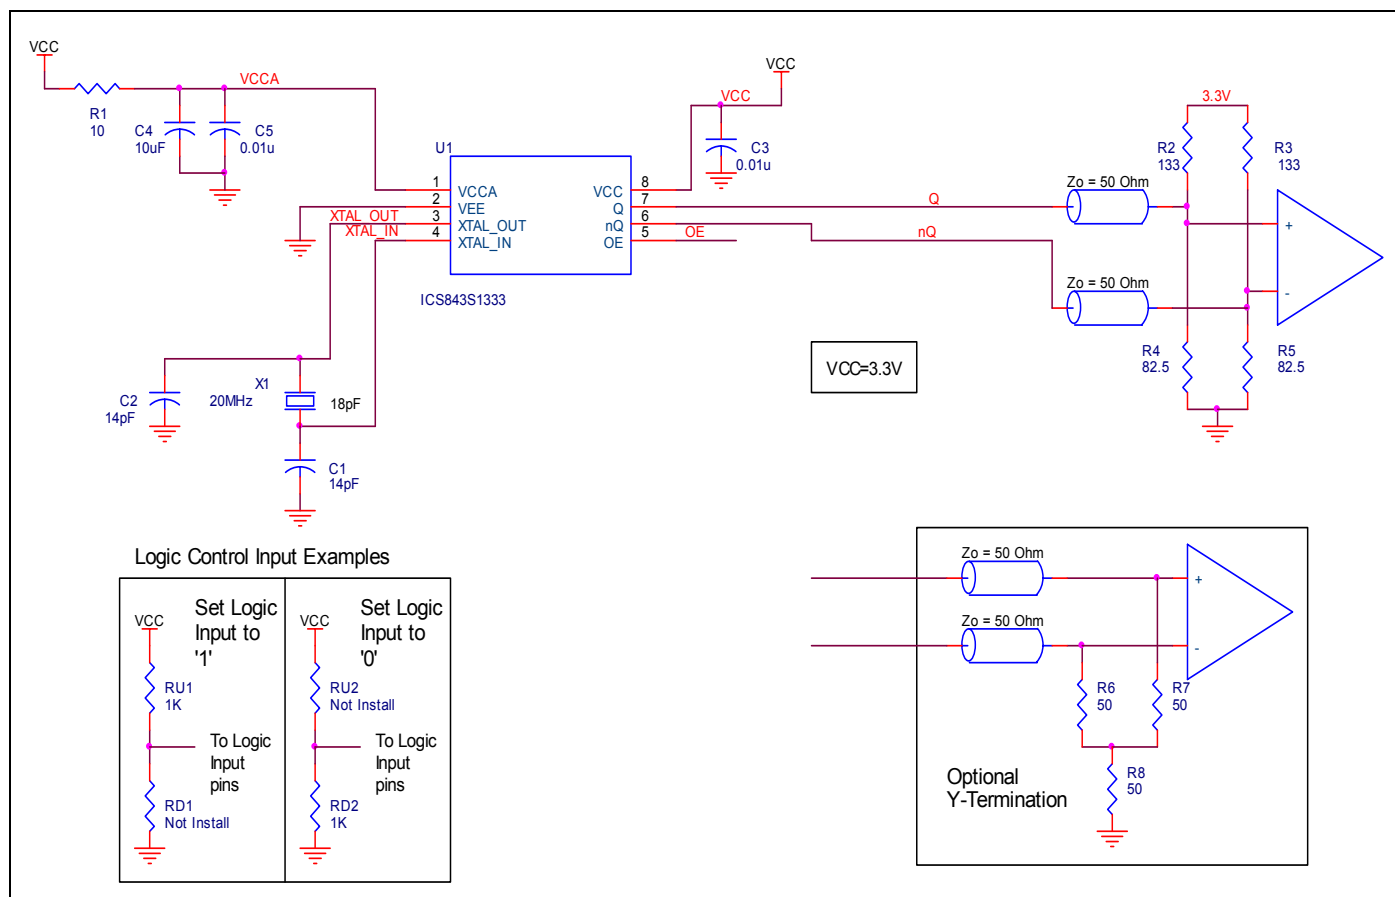 VCC
VCCA
R1
10
C4
10uF
C5
0.01u
VCC
VCC
C3
0.01u
U1
1
2
3
4
VCCA
VEE
XTAL_OUT
XTAL_IN
VCC
Q
nQ
OE
8
7
6
5
XTAL_OUT
XTAL_IN
OE
ICS843S1333
Q
nQ
Zo = 50 Ohm
Zo = 50 Ohm
3.3V
R2
133
R3
133
+
-
R4
82.5
R5
82.5
VCC=3.3V
C2
14pF
X1
20MHz
18pF
C1
14pF
Logic Control Input Examples
Set Logic
Input to
'1'
VCC
RU1
1K
To Logic
Input
pins
RD1
Not Install
Set Logic
Input to
'0'
VCC
RU2
Not Install
To Logic
Input
pins
RD2
1K
Zo = 50 Ohm
Zo = 50 Ohm
+
-
R6
50
R7
50
R8
50
Optional
Y-Termination